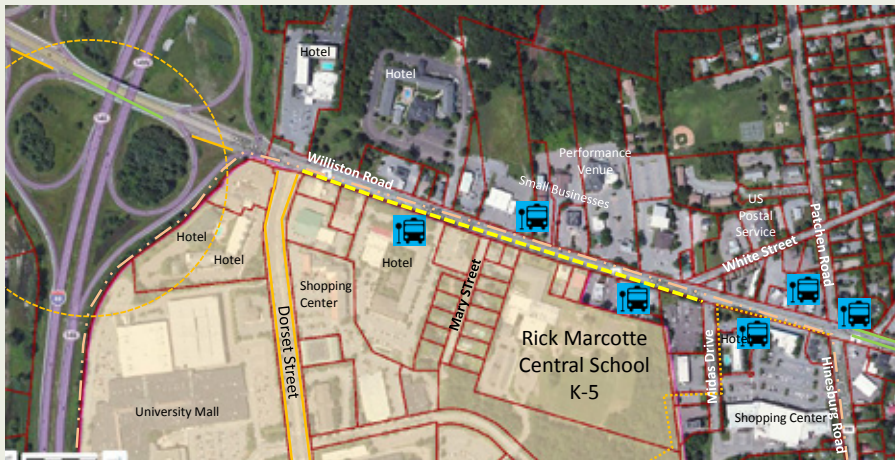 Hotel
Hotel
Williston Road
Performance
Venue
Small Businesses
US
Postal
Service
Patchen Road
White Street
Hotel
Hotel
Shopping
Center
Hotel
Mary STreet
Dorset Street
Rick Marcotte
Central School
K-5
Midas Drive
Hotel
Hinesburg Road
University Mall
Shopping Center